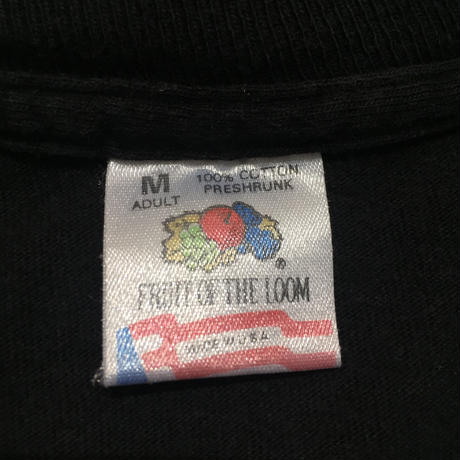 M
ADULT
100% COTTON
PRESHRUNK
®
FRUIT OF THE LOOM
MADE IN U.S.A.